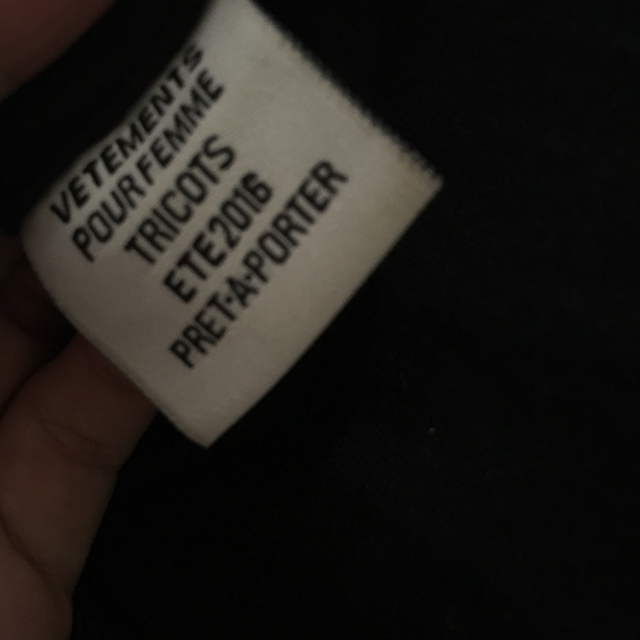 VETEMENTS
POUR FEMME
TRICOTS
ETE 2016
PRET-A-PORTER